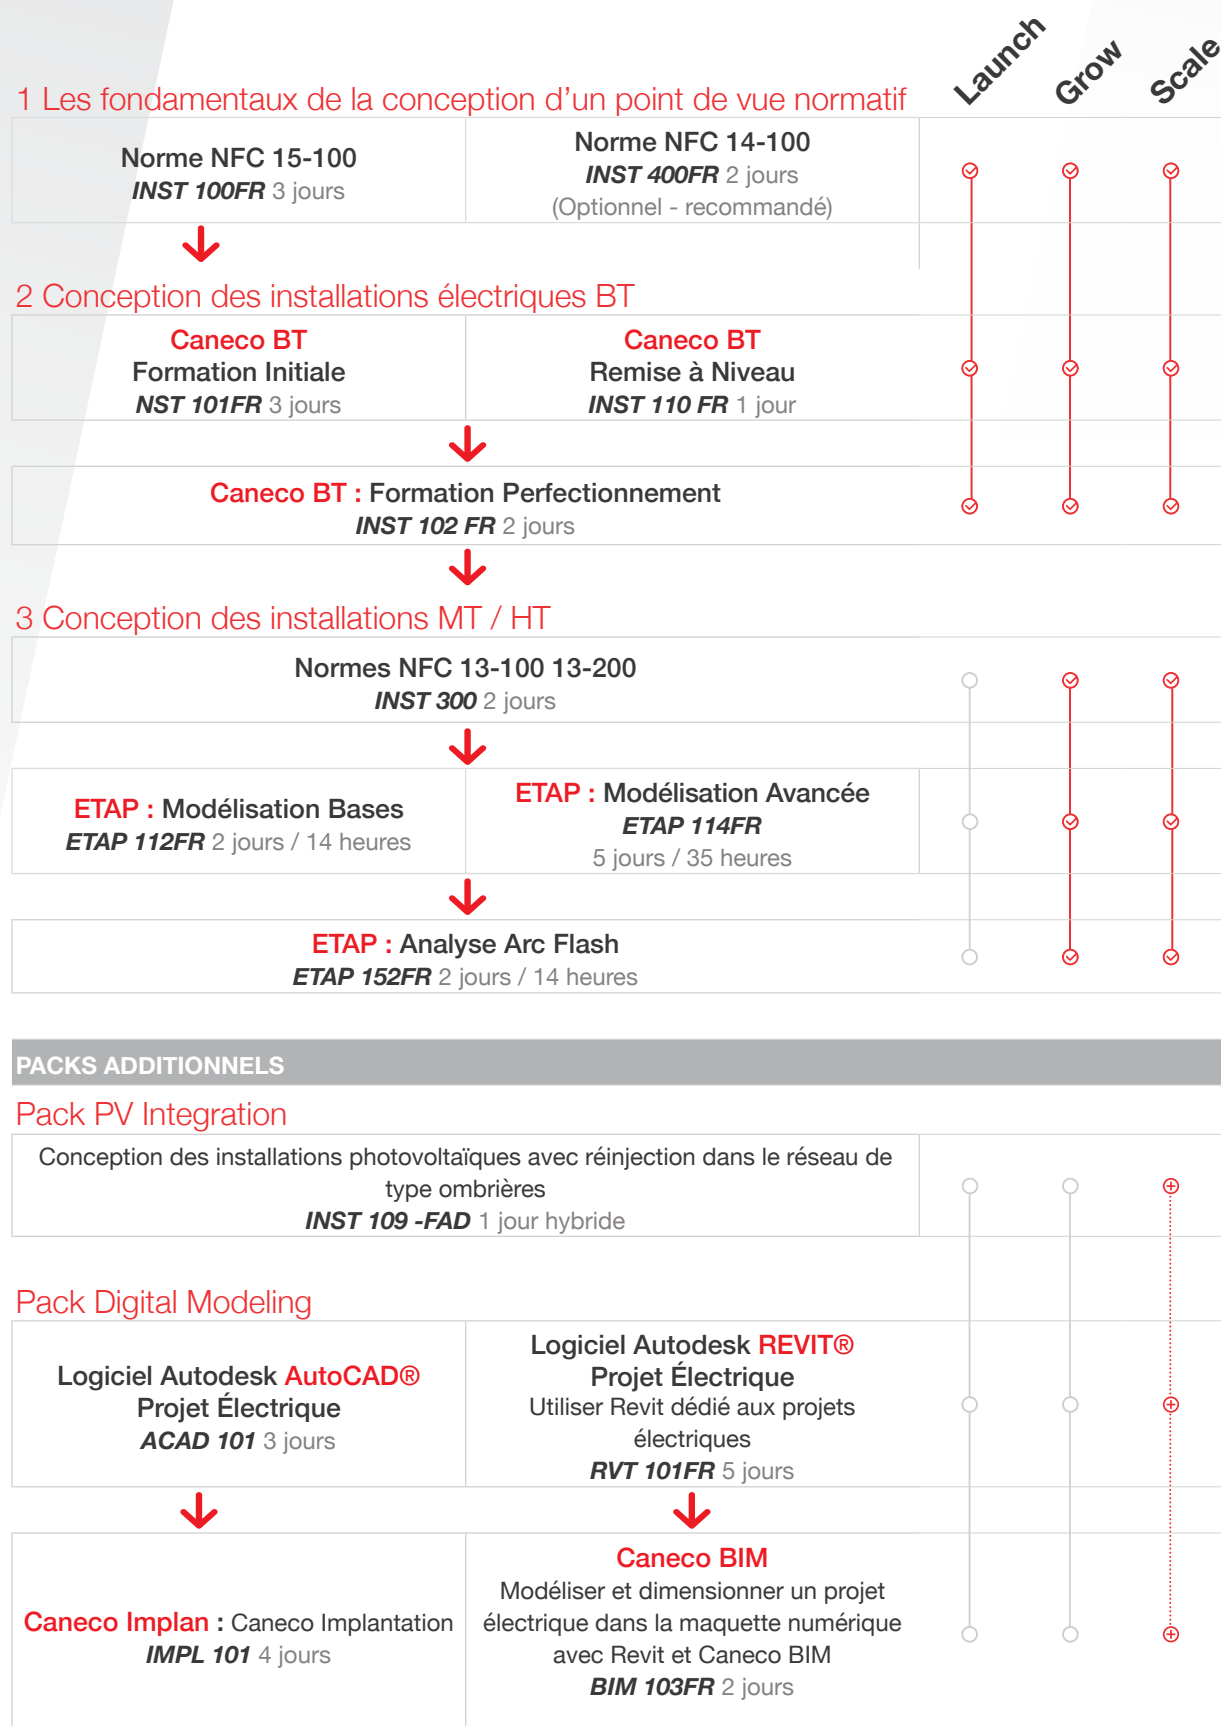 Launch
Grow
Scale
1 Les fondamentaux de la conception d'un point de vue normatif
Norme NFC 15-100
INST 100FR 3 jours
Norme NFC 14-100
INST 400FR 2 jours
(Optionnel - recommandé)
2 Conception des installations électriques BT
Caneco BT
Formation Initiale
NST 101FR 3 jours
Caneco BT
Remise à Niveau
INST 110 FR 1 jour
Caneco BT : Formation Perfectionnement
INST 102 FR 2 jours
3 Conception des installations MT / HT
Normes NFC 13-100 13-200
INST 300 2 jours
ETAP : Modélisation Bases
ETAP 112FR 2 jours / 14 heures
ETAP : Modélisation Avancée
ETAP 114FR
5 jours / 35 heures
ETAP : Analyse Arc Flash
ETAP 152FR 2 jours / 14 heures
PACKS ADDITIONNELS
Pack PV Integration
Conception des installations photovoltaïques avec réinjection dans le réseau de
type ombrières
INST 109 -FAD 1 jour hybride
Pack Digital Modeling
Logiciel Autodesk AutoCAD®
Projet Électrique
ACAD 101 3 jours
Logiciel Autodesk REVIT®
Projet Électrique
Utiliser Revit dédié aux projets
électriques
RVT 101FR 5 jours
Caneco Implan : Caneco Implantation
IMPL 101 4 jours
Caneco BIM
Modéliser et dimensionner un projet
électrique dans la maquette numérique
avec Revit et Caneco BIM
BIM 103FR 2 jours